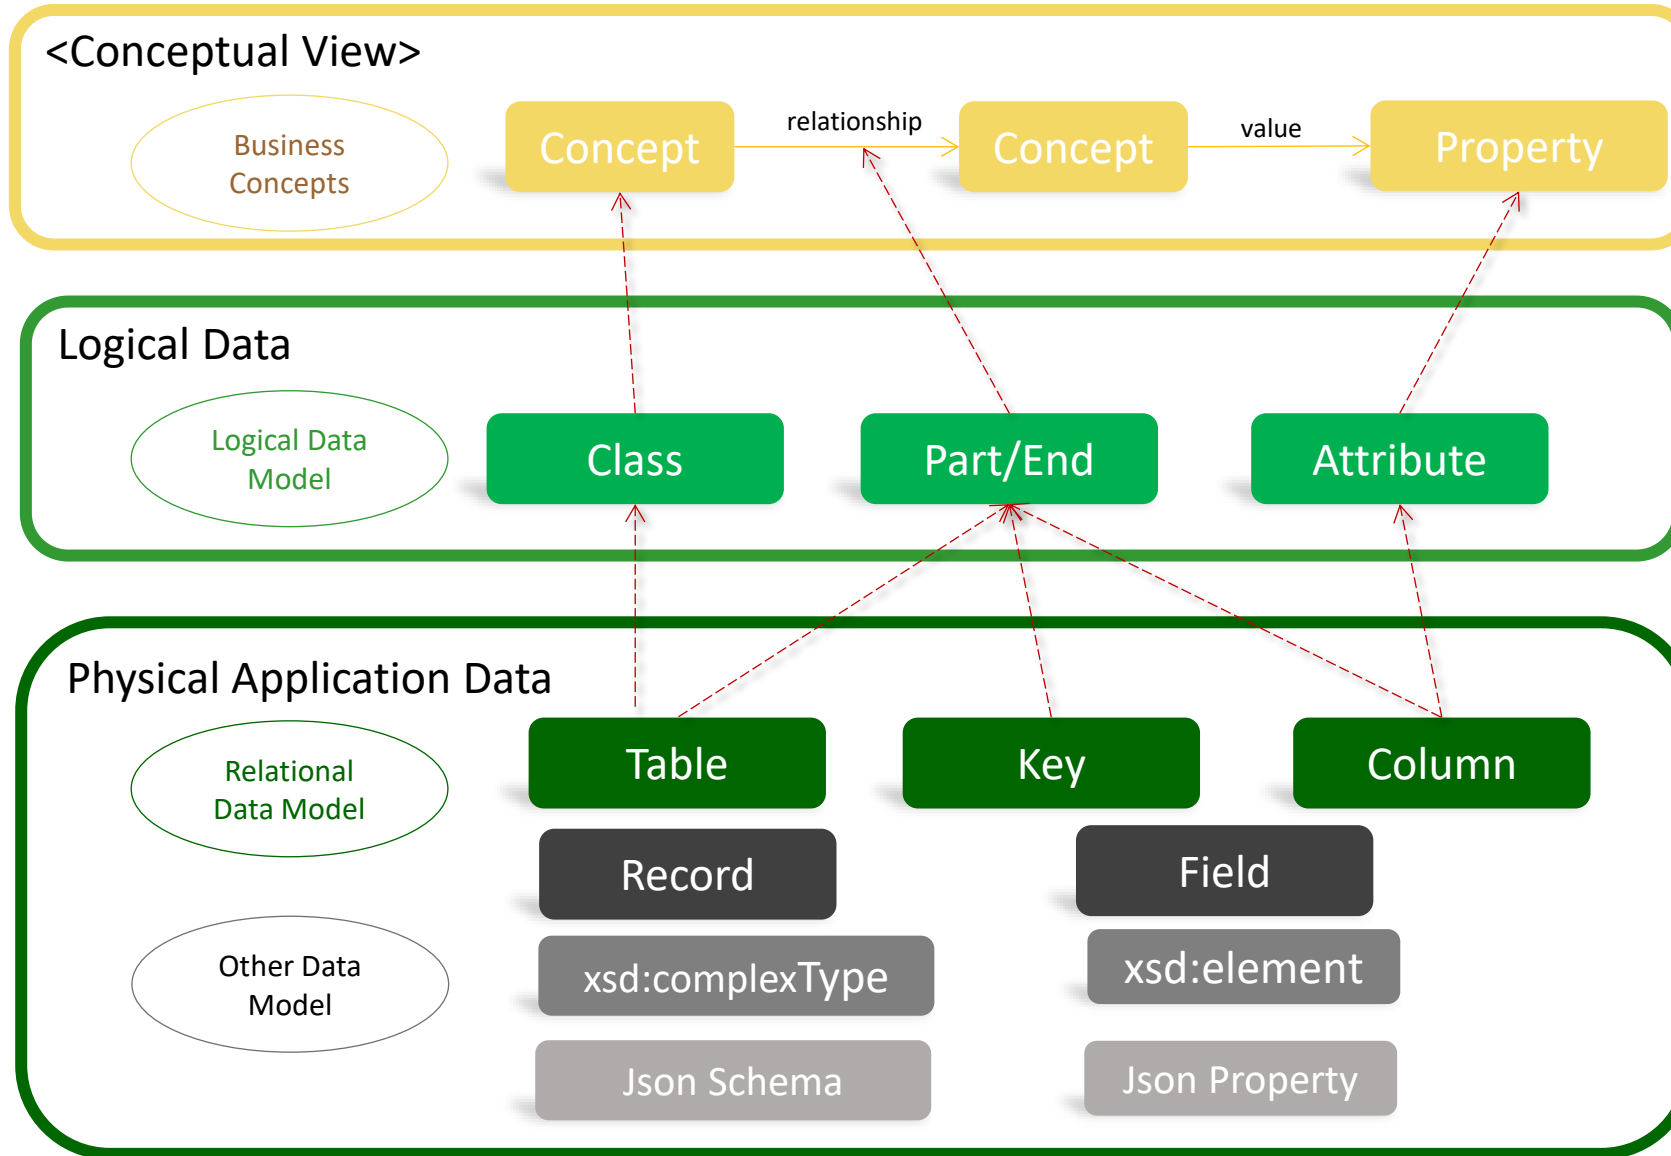 <Conceptual View>
Business
Concepts
Concept
relationship
Concept
value
Property
Logical Data
Logical Data
Model
Class
Part/End
Attribute
Physical Application Data
Relational
Data Model
Table
Key
Column
Record
Field
Other Data
Model
xsd:complexType
xsd:element
Json Schema
Json Property